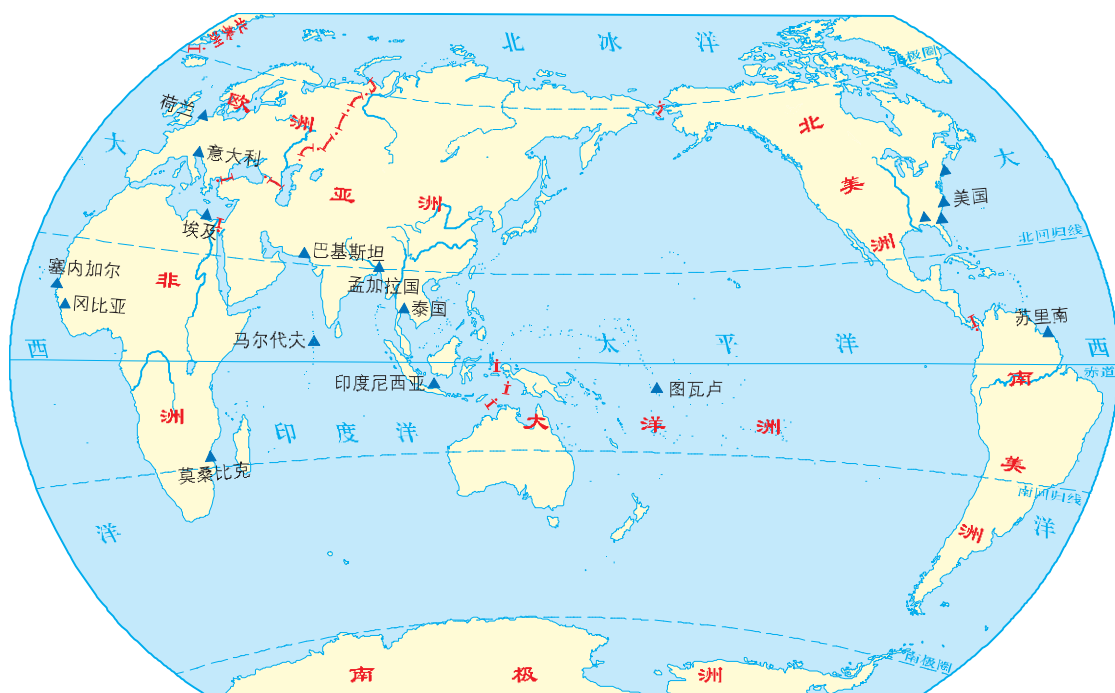 北美洲
北 冰 洋
北极圈
欧 洲
荷兰
大
意大利
亚 洲
北 美 洲
大
美国
埃及
巴基斯坦
孟加拉国
北回归线
塞内加尔
冈比亚
非 洲
泰国
马尔代夫
太 平 洋
苏里南
西
西
赤道
印度尼西亚
图瓦卢
大 洋 洲
南 美 洲
印 度 洋
莫桑比克
南回归线
洋
洋
南极圈
南 极 洲